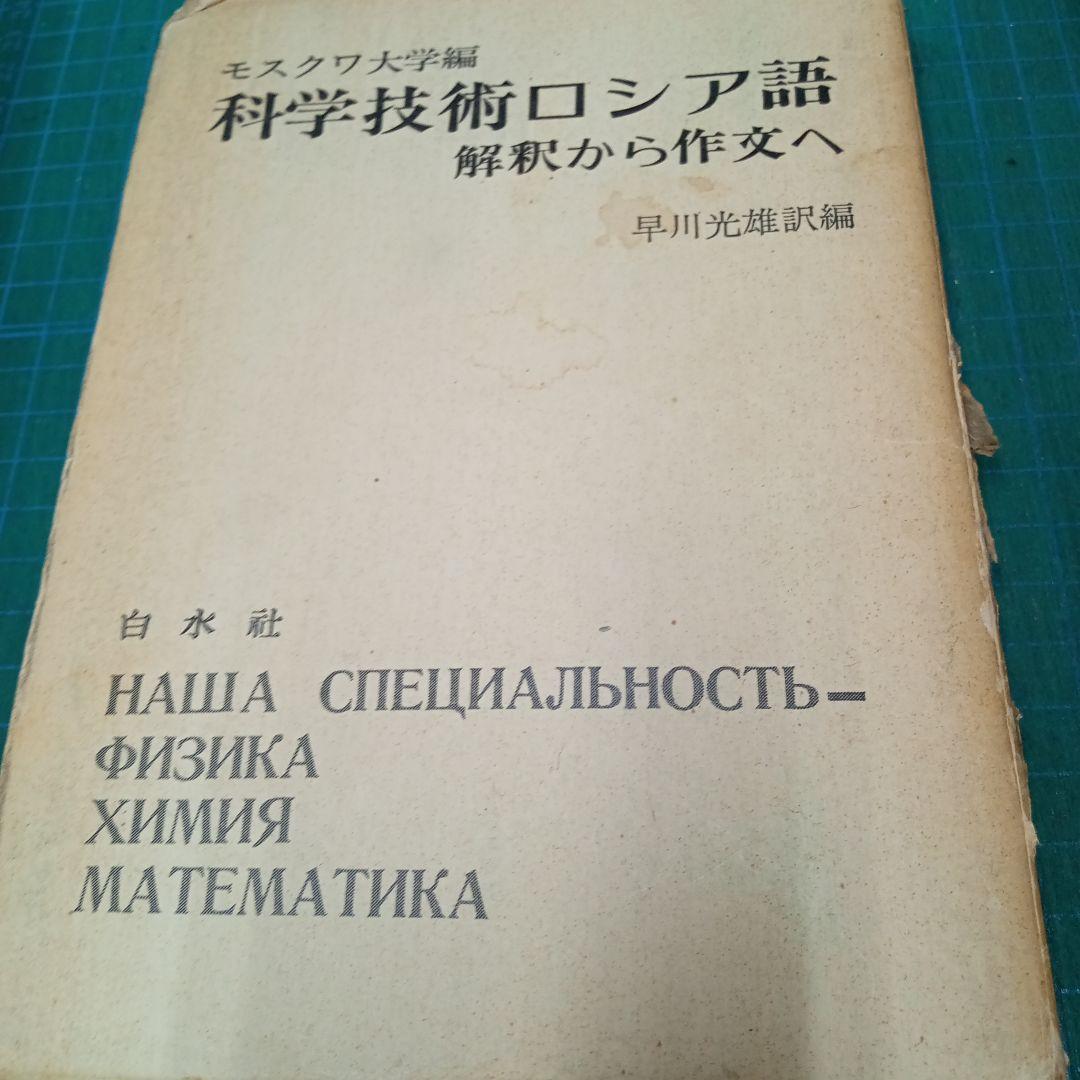 モスクワ大学編
科学技術ロシア語
解釈から作文へ
早川光雄訳編
白水社
НАША СПЕЦИАЛЬНОСТЬ—
ФИЗИКА
ХИМИЯ
МАТЕМАТИКА